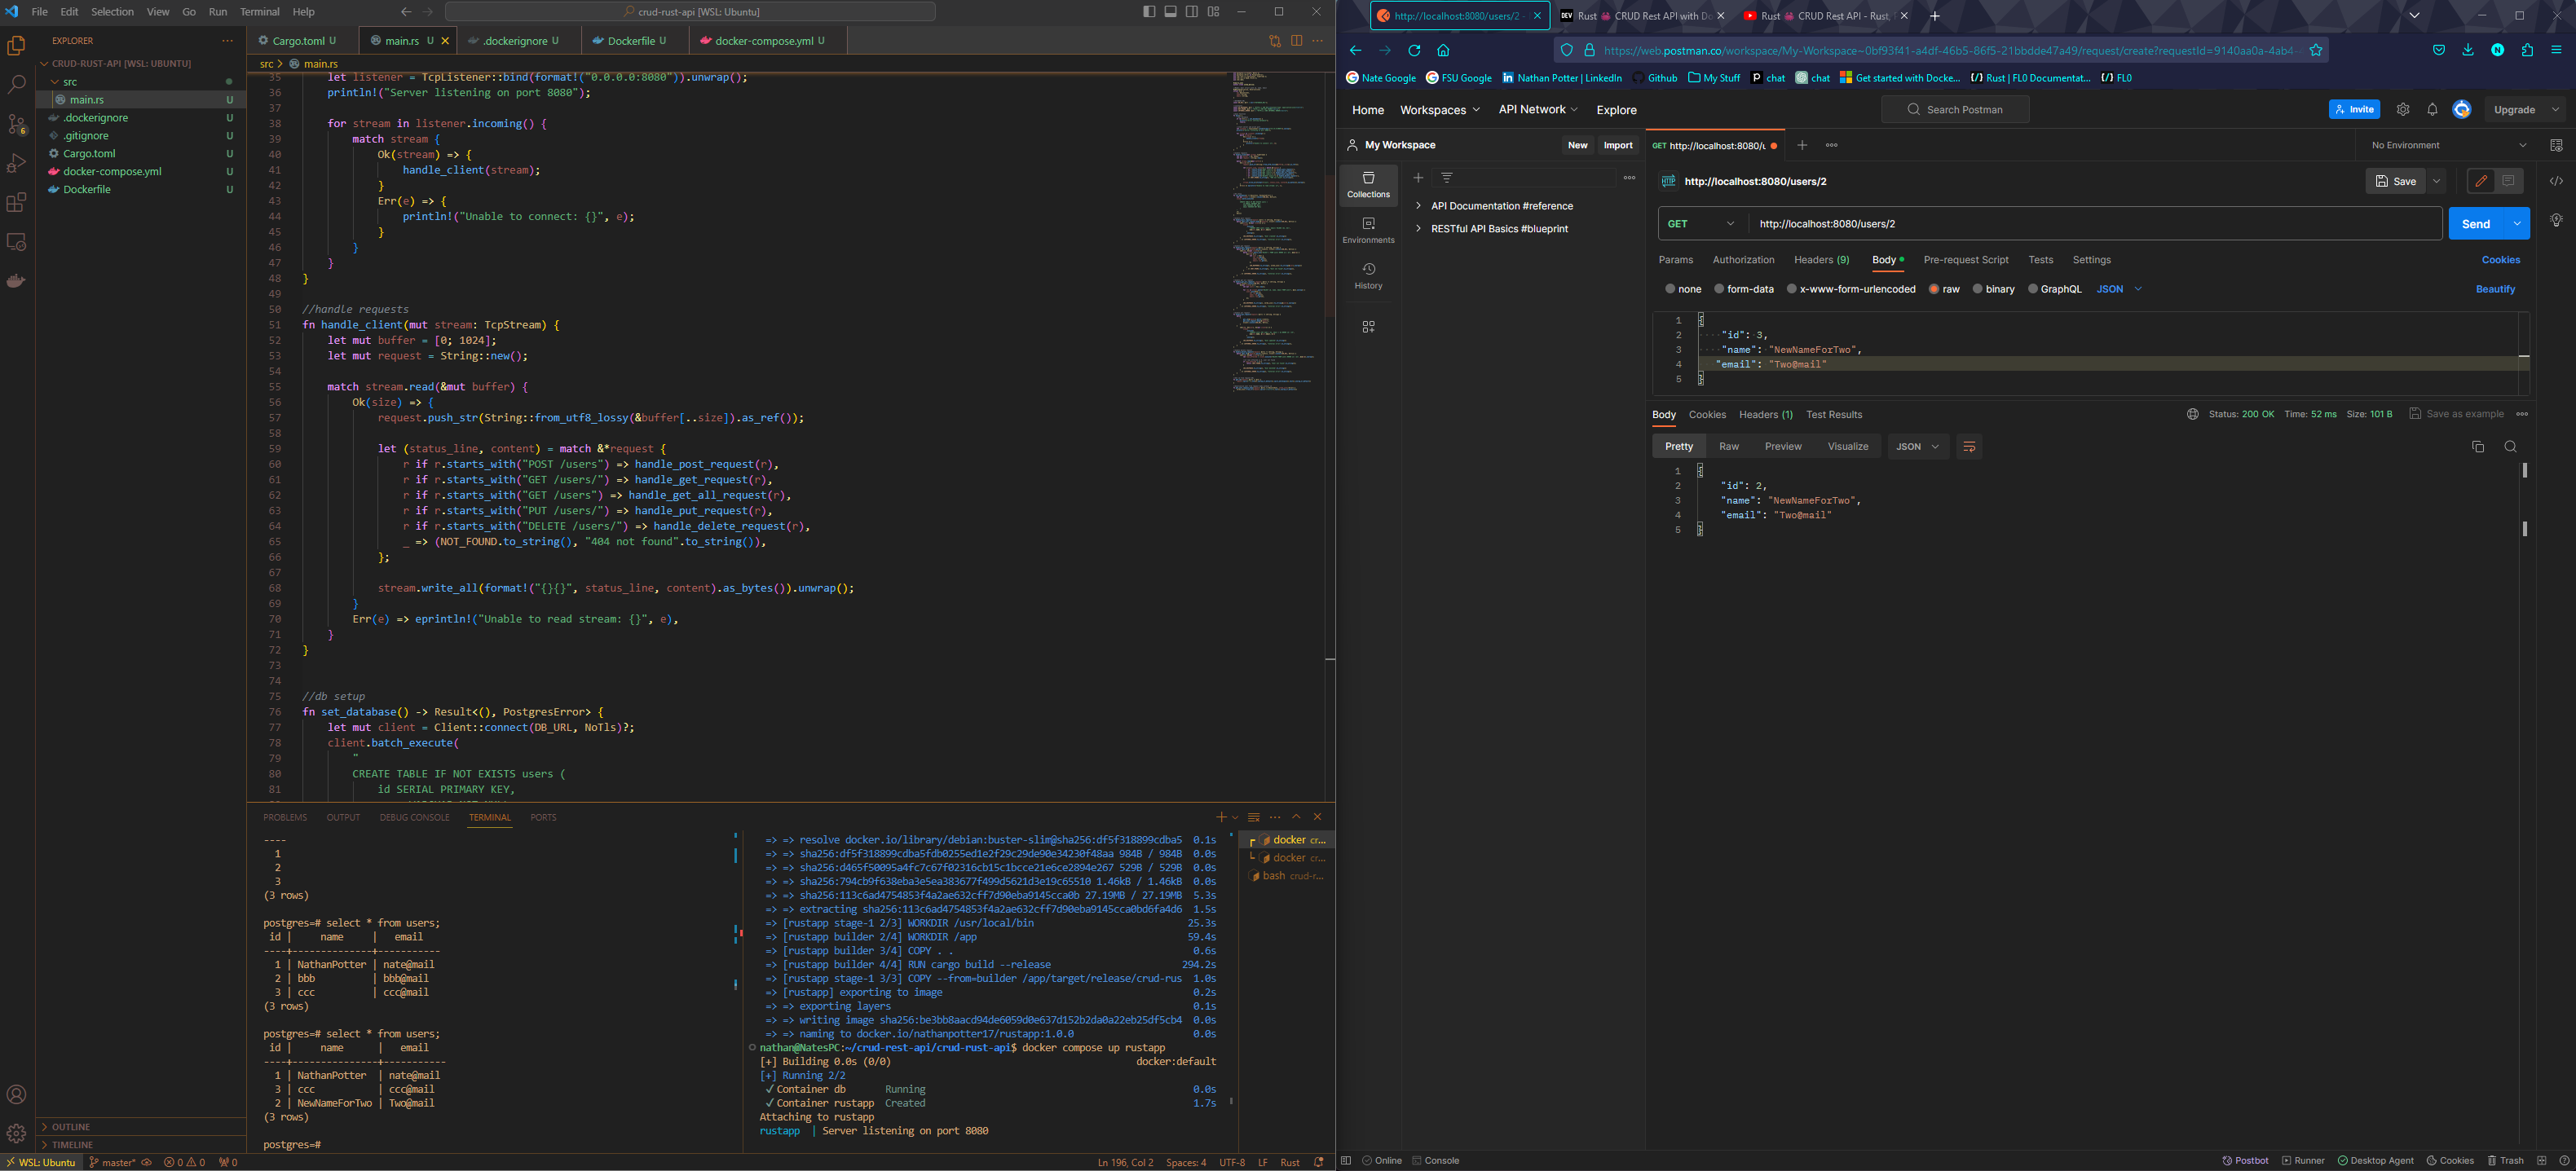 File Edit Selection View Go Run Terminal Help
crud-rust-api [WSL: Ubuntu]
EXPLORER
CRUD-RUST-API [WSL: UBUNTU]
src
main.rs U
.dockerignore U
.gitignore U
Cargo.toml U
docker-compose.yml U
Dockerfile U
OUTLINE
TIMELINE
Cargo.toml U main.rs U .dockerignore U Dockerfile U docker-compose.yml U
src > main.rs
35 let listener = TcpListener::bind(format!("0.0.0.0:8080")).unwrap();
36 println!("Server listening on port 8080");
37
38 for stream in listener.incoming() {
39 match stream {
40 Ok(stream) => {
41 handle_client(stream);
42 }
43 Err(e) => {
44 println!("Unable to connect: {}", e);
45 }
46 }
47 }
48 }
49
50 //handle requests
51 fn handle_client(mut stream: TcpStream) {
52 let mut buffer = [0; 1024];
53 let mut request = String::new();
54
55 match stream.read(&mut buffer) {
56 Ok(size) => {
57 request.push_str(String::from_utf8_lossy(&buffer[..size]).as_ref());
58
59 let (status_line, content) = match &*request {
60 r if r.starts_with("POST /users") => handle_post_request(r),
61 r if r.starts_with("GET /users/") => handle_get_request(r),
62 r if r.starts_with("GET /users") => handle_get_all_request(r),
63 r if r.starts_with("PUT /users/") => handle_put_request(r),
64 r if r.starts_with("DELETE /users/") => handle_delete_request(r),
65 _ => (NOT_FOUND.to_string(), "404 not found".to_string()),
66 };
67
68 stream.write_all(format!("{}{}", status_line, content).as_bytes()).unwrap();
69 }
70 Err(e) => eprintln!("Unable to read stream: {}", e),
71 }
72 }
73
74
75 //db setup
76 fn set_database() -> Result<(), PostgresError> {
77 let mut client = Client::connect(DB_URL, NoTls)?;
78 client.batch_execute(
79 "
80 CREATE TABLE IF NOT EXISTS users (
81 id SERIAL PRIMARY KEY,
PROBLEMS OUTPUT DEBUG CONSOLE TERMINAL PORTS
----
1
2
3
(3 rows)
postgres=# select * from users;
id | name | email
----+--------------+-----------
1 | NathanPotter | nate@mail
2 | bbb | bbb@mail
3 | ccc | ccc@mail
(3 rows)
postgres=# select * from users;
id | name | email
----+---------------+-----------
1 | NathanPotter | nate@mail
3 | ccc | ccc@mail
2 | NewNameForTwo | Two@mail
(3 rows)
postgres=#
=> => resolve docker.io/library/debian:buster-slim@sha256:df5f318899cdba5 0.1s
=> => sha256:df5f318899cdba5fdb0255ed1e2f29c29de90e34230f48aa 984B / 984B 0.0s
=> => sha256:d465f50095a4fc7c67f02316cb15c1bcce21e6ce2894e267 529B / 529B 0.0s
=> => sha256:794cb9f638eba3e5ea383677f499d5621d3e19c65510 1.46kB / 1.46kB 0.0s
=> => sha256:113c6ad4754853f4a2ae632cff7d90eba9145cca0b 27.19MB / 27.19MB 5.3s
=> => extracting sha256:113c6ad4754853f4a2ae632cff7d90eba9145cca0bd6fa4d6 1.5s
=> [rustapp stage-1 2/3] WORKDIR /usr/local/bin 25.3s
=> [rustapp builder 2/4] WORKDIR /app 59.4s
=> [rustapp builder 3/4] COPY . . 0.6s
=> [rustapp builder 4/4] RUN cargo build --release 294.2s
=> [rustapp stage-1 3/3] COPY --from=builder /app/target/release/crud-rus 1.0s
=> [rustapp] exporting to image 0.2s
=> => exporting layers 0.1s
=> => writing image sha256:be3bb8aacd94de6059d0e637d152b2da0a22eb25df5cb4 0.0s
=> => naming to docker.io/nathanpotter17/rustapp:1.0.0 0.0s
nathan@NatesPC:~/crud-rest-api/crud-rust-api$ docker compose up rustapp
[+] Building 0.0s (0/0) docker:default
[+] Running 2/2
✓ Container db Running 0.0s
✓ Container rustapp Created 1.7s
Attaching to rustapp
rustapp | Server listening on port 8080
docker cr...
docker cr...
bash crud-r...
WSL: Ubuntu master* 0 0 0 Ln 196, Col 2 Spaces: 4 UTF-8 LF Rust
http://localhost:8080/users/2 - Rust CRUD Rest API with Do Rust CRUD Rest API - Rust,
https://web.postman.co/workspace/My-Workspace~0bf93f41-a4df-46b5-86f5-21bbdde47a49/request/create?requestId=9140aa0a-4ab4-
Nate Google FSU Google Nathan Potter | LinkedIn Github My Stuff chat chat Get started with Docke... Rust | FL0 Documentat... FL0
Home Workspaces API Network Explore Search Postman Invite Upgrade
My Workspace New Import
Collections
Environments
History
API Documentation #reference
RESTful API Basics #blueprint
GET http://localhost:8080/u No Environment
http://localhost:8080/users/2 Save
GET http://localhost:8080/users/2 Send
Params Authorization Headers (9) Body Pre-request Script Tests Settings Cookies
none form-data x-www-form-urlencoded raw binary GraphQL JSON Beautify
1 {
2 "id": 3,
3 "name": "NewNameForTwo",
4 "email": "Two@mail"
5 }
Body Cookies Headers (1) Test Results Status: 200 OK Time: 52 ms Size: 101 B Save as example
Pretty Raw Preview Visualize JSON
1 {
2 "id": 2,
3 "name": "NewNameForTwo",
4 "email": "Two@mail"
5 }
Online Console Postbot Runner Desktop Agent Cookies Trash